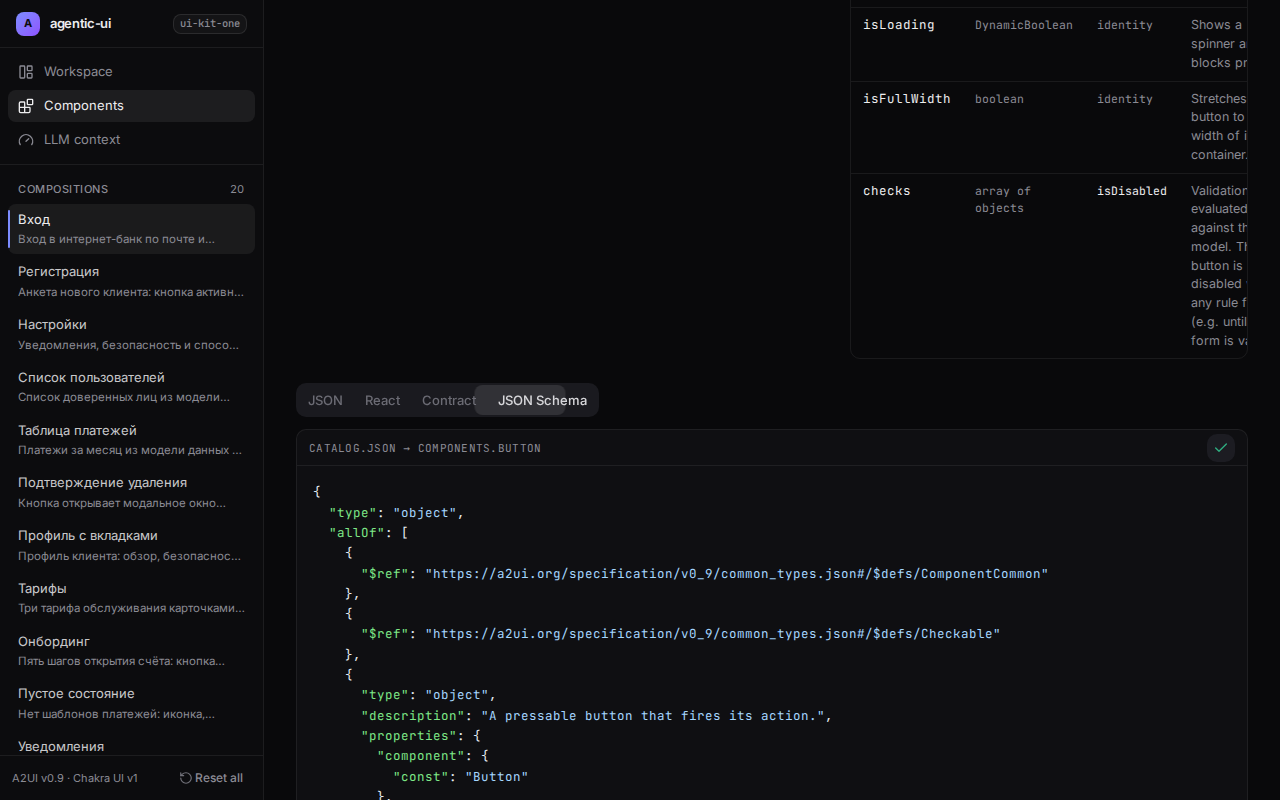 A agentic-ui ui-kit-one
Workspace
Components
LLM context
COMPOSITIONS 20
Вход
Вход в интернет-банк по почте и...
Регистрация
Анкета нового клиента: кнопка активн...
Настройки
Уведомления, безопасность и спосо...
Список пользователей
Список доверенных лиц из модели...
Таблица платежей
Платежи за месяц из модели данных ...
Подтверждение удаления
Кнопка открывает модальное окно...
Профиль с вкладками
Профиль клиента: обзор, безопаснос...
Тарифы
Три тарифа обслуживания карточками...
Онбординг
Пять шагов открытия счёта: кнопка...
Пустое состояние
Нет шаблонов платежей: иконка,...
Уведомления
A2UI v0.9 · Chakra UI v1 Reset all
isLoading DynamicBoolean identity Shows a
spinner a
blocks pr
isFullWidth boolean identity Stretches
button to
width of i
container.
checks array of objects isDisabled Validation
evaluated
against th
model. Th
button is
disabled
any rule f
(e.g. until
form is va
JSON React Contract JSON Schema
CATALOG.JSON → COMPONENTS.BUTTON
{
"type": "object",
"allOf": [
{
"$ref": "https://a2ui.org/specification/v0_9/common_types.json#/$defs/ComponentCommon"
},
{
"$ref": "https://a2ui.org/specification/v0_9/common_types.json#/$defs/Checkable"
},
{
"type": "object",
"description": "A pressable button that fires its action.",
"properties": {
"component": {
"const": "Button"
},